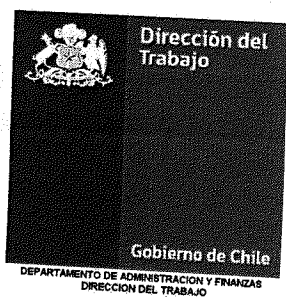 Dirección del
Trabajo
Gobierno de Chile
DEPARTAMENTO DE ADMINISTRACION Y FINANZAS
DIRECCION DEL TRABAJO